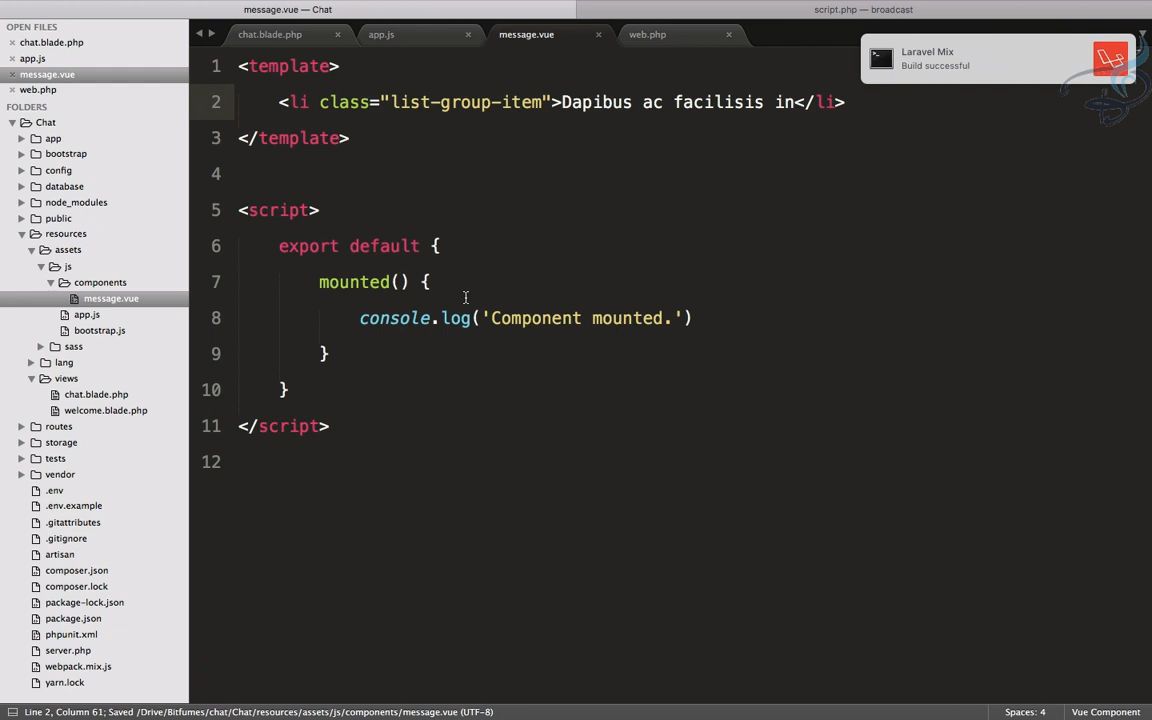 message.vue — Chat
script.php — broadcast
OPEN FILES
chat.blade.php
app.js
message.vue
web.php
FOLDERS
Chat
app
bootstrap
config
database
node_modules
public
resources
assets
js
components
message.vue
app.js
bootstrap.js
sass
lang
views
chat.blade.php
welcome.blade.php
routes
storage
tests
vendor
.env
.env.example
.gitattributes
.gitignore
artisan
composer.json
composer.lock
package-lock.json
package.json
phpunit.xml
server.php
webpack.mix.js
yarn.lock
chat.blade.php
app.js
message.vue
web.php
Laravel Mix
Build successful
1 <template>
2 <li class="list-group-item">Dapibus ac facilisis in</li>
3 </template>
4
5 <script>
6 export default {
7 mounted() {
8 console.log('Component mounted.')
9 }
10 }
11 </script>
12
Line 2, Column 61; Saved /Drive/Bitfumes/chat/Chat/resources/assets/js/components/message.vue (UTF-8)
Spaces: 4
Vue Component